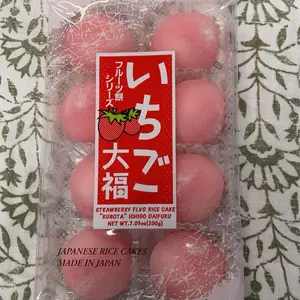 いちご大福
フルーツ餅
シリーズ
STRAWBERRY FLVD RICE CAKE
"KUBOTA" ICHIGO DAIFUKU
NET WT.7.05oz(200g)
JAPANESE RICE CAKES
MADE IN JAPAN